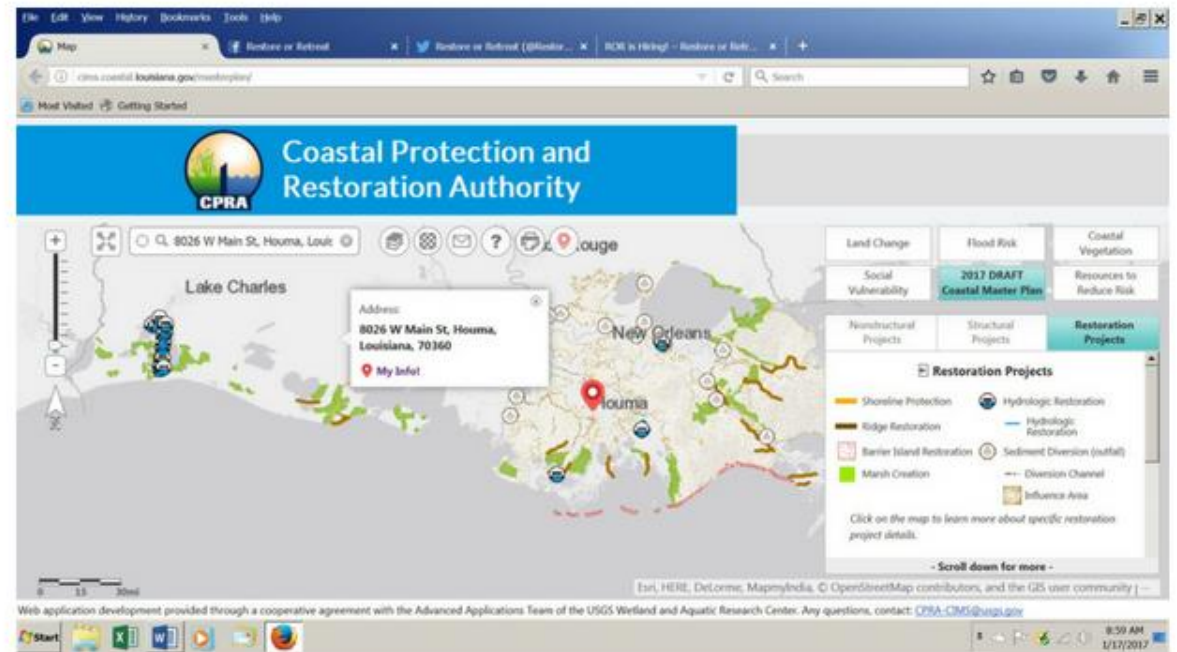 File Edit View History Bookmarks Tools Help
Map
Restore or Retreat
Restore or Retreat (@Restor...
ROR is Hiring! – Restore or Retr...
cims.coastal.louisiana.gov/masterplan/
Search
Most Visited Getting Started
Coastal Protection and
Restoration Authority
CPRA
8026 W Main St, Houma, Louis
?
ouge
Lake Charles
Address:
8026 W Main St, Houma,
Louisiana, 70360
My Info!
New Orleans
Houma
Land Change
Flood Risk
Coastal
Vegetation
Social
Vulnerability
2017 DRAFT
Coastal Master Plan
Resources to
Reduce Risk
Nonstructural
Projects
Structural
Projects
Restoration
Projects
Restoration Projects
Shoreline Protection
Hydrologic Restoration
Ridge Restoration
Hydrologic
Restoration
Barrier Island Restoration
Sediment Diversion (outfall)
Marsh Creation
Diversion Channel
Influence Area
Click on the map to learn more about specific restoration
project details.
- Scroll down for more -
0 15 30mi
Esri, HERE, DeLorme, MapmyIndia, © OpenStreetMap contributors, and the GIS user community | ...
Web application development provided through a cooperative agreement with the Advanced Applications Team of the USGS Wetland and Aquatic Research Center. Any questions, contact: CPRA-CIMS@usgs.gov
Start
8:59 AM
1/17/2017